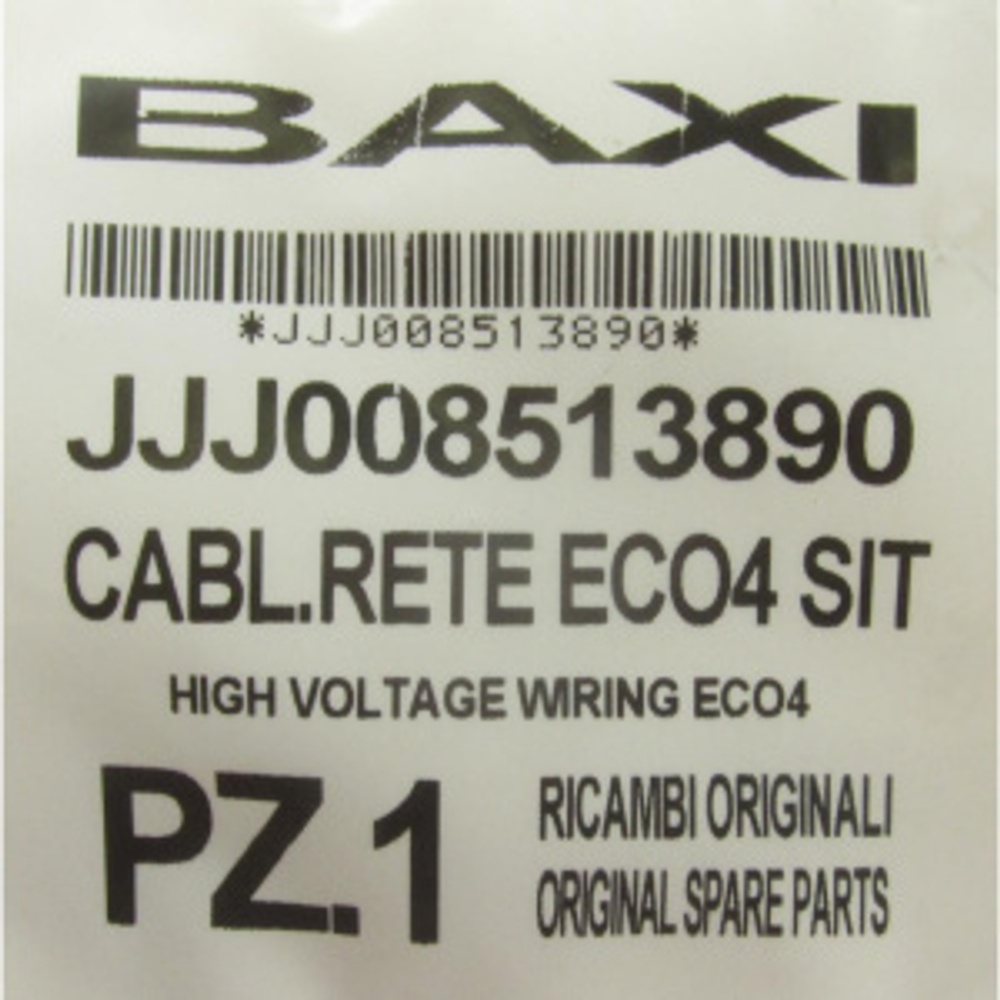 BAXI
*JJJ008513890*
JJJ008513890
CABL.RETE ECO4 SIT
HIGH VOLTAGE WIRING ECO4
PZ.1
RICAMBI ORIGINALI
ORIGINAL SPARE PARTS